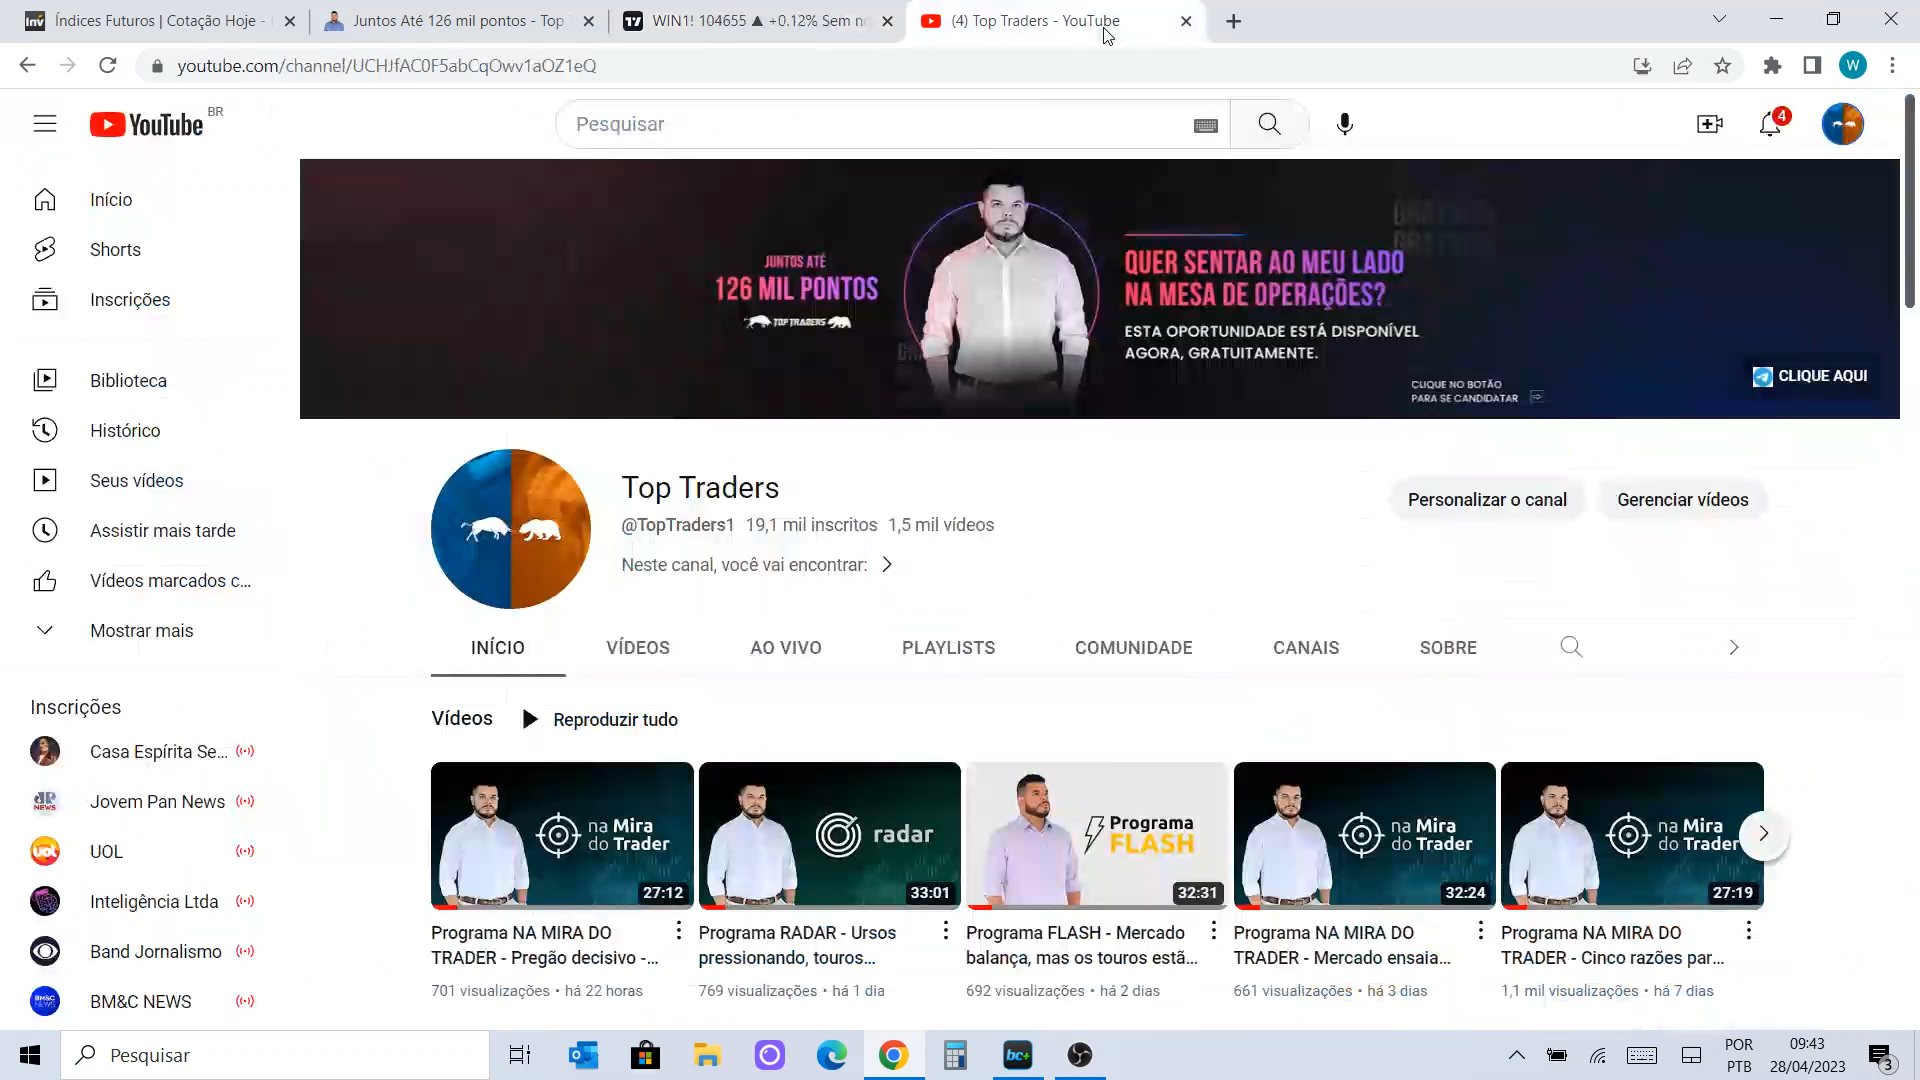 Índices Futuros | Cotação Hoje -
Juntos Até 126 mil pontos - Top T
WIN1! 104655 ▲ +0.12% Sem no
(4) Top Traders - YouTube
youtube.com/channel/UCHJfAC0F5abCqOwv1aOZ1eQ
W
YouTube BR
Pesquisar
4
Início
Shorts
Inscrições
Biblioteca
Histórico
Seus vídeos
Assistir mais tarde
Vídeos marcados c...
Mostrar mais
Inscrições
Casa Espírita Se...
Jovem Pan News
UOL
Inteligência Ltda
Band Jornalismo
BM&C NEWS
JUNTOS ATÉ
126 MIL PONTOS
TOP TRADERS
QUER SENTAR AO MEU LADO
NA MESA DE OPERAÇÕES?
ESTA OPORTUNIDADE ESTÁ DISPONÍVEL
AGORA, GRATUITAMENTE.
CLIQUE NO BOTÃO
PARA SE CANDIDATAR
CLIQUE AQUI
Top Traders
@TopTraders1 19,1 mil inscritos 1,5 mil vídeos
Neste canal, você vai encontrar:
Personalizar o canal
Gerenciar vídeos
INÍCIO VÍDEOS AO VIVO PLAYLISTS COMUNIDADE CANAIS SOBRE
Vídeos Reproduzir tudo
na Mira
do Trader
27:12
Programa NA MIRA DO
TRADER - Pregão decisivo -...
701 visualizações • há 22 horas
radar
33:01
Programa RADAR - Ursos
pressionando, touros...
769 visualizações • há 1 dia
Programa
FLASH
32:31
Programa FLASH - Mercado
balança, mas os touros estã...
692 visualizações • há 2 dias
na Mira
do Trader
32:24
Programa NA MIRA DO
TRADER - Mercado ensaia...
661 visualizações • há 3 dias
na Mira
do Trader
27:19
Programa NA MIRA DO
TRADER - Cinco razões par...
1,1 mil visualizações • há 7 dias
Pesquisar
bc+
POR
PTB
09:43
28/04/2023
3